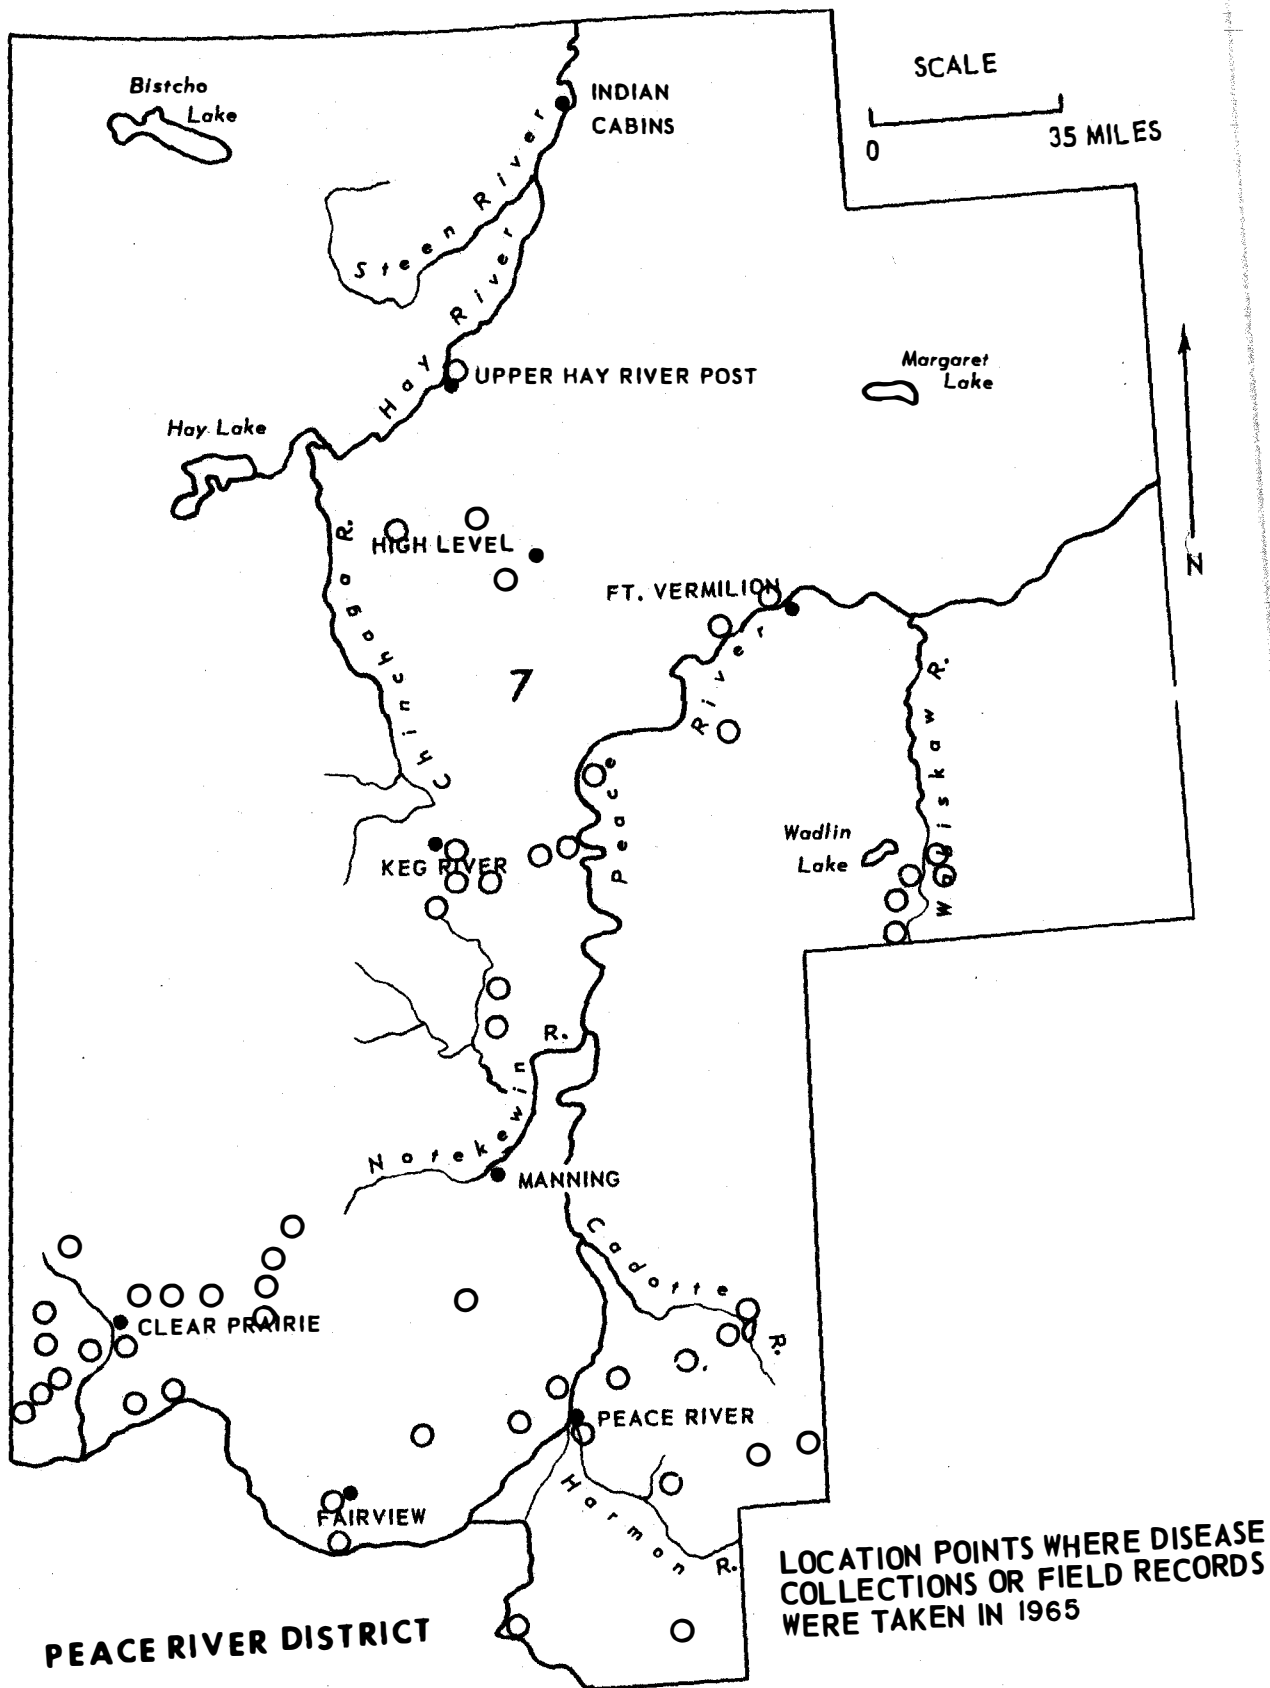 Bistcho
Lake
INDIAN
CABINS
SCALE
0
35 MILES
Steen River
Hay River
UPPER HAY RIVER POST
Margaret
Lake
Hay Lake
N
HIGH LEVEL
Chinchaga R.
FT. VERMILION
7
Peace River
Wabiskaw R.
Wadlin
Lake
KEG RIVER
Notekewin R.
MANNING
Cadotte R.
CLEAR PRAIRIE
PEACE RIVER
Harmon R.
FAIRVIEW
PEACE RIVER DISTRICT
LOCATION POINTS WHERE DISEASE
COLLECTIONS OR FIELD RECORDS
WERE TAKEN IN 1965